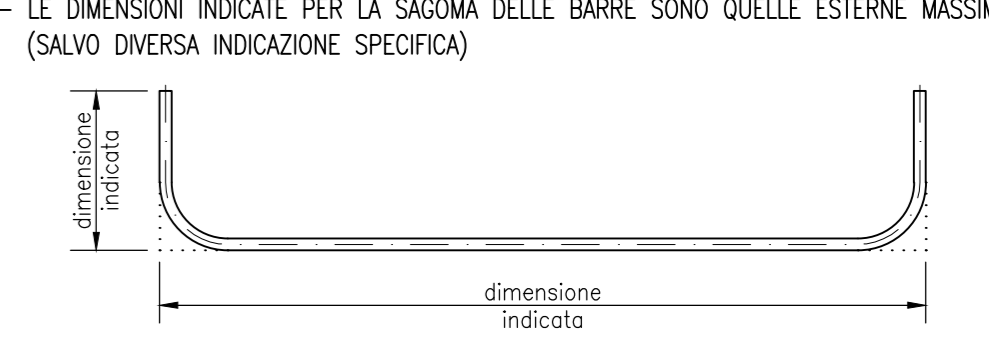 – LE DIMENSIONI INDICATE PER LA SAGOMA DELLE BARRE SONO QUELLE ESTERNE MASSIM
(SALVO DIVERSA INDICAZIONE SPECIFICA)
dimensione
indicata
dimensione
indicata